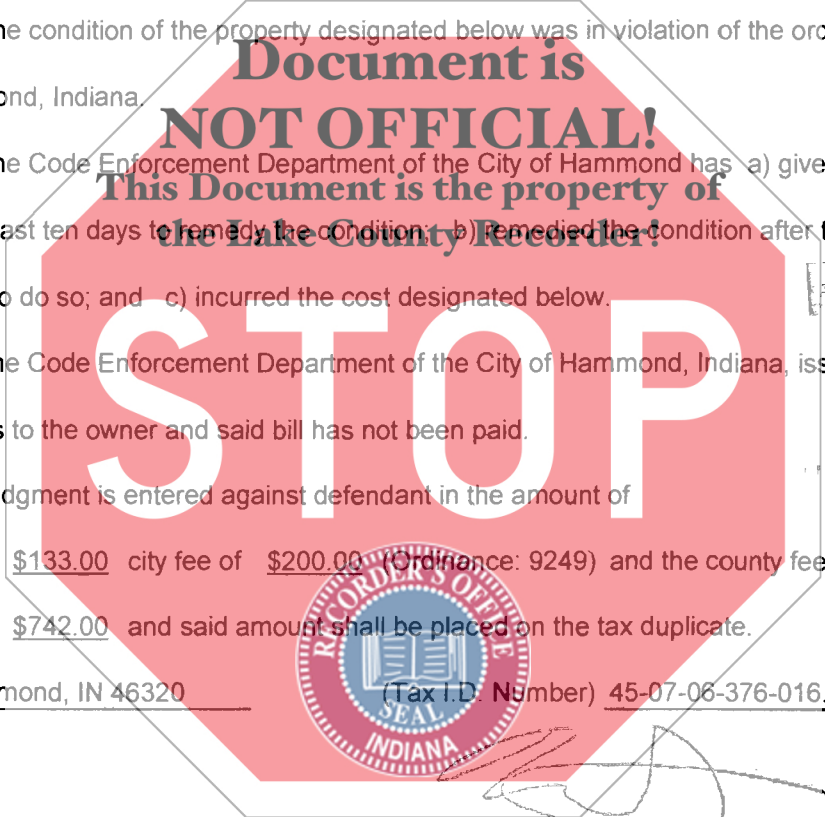 e condition of the property designated below was in violation of the ord
Document is
ond, Indiana.
NOT OFFICIAL!
e Code Enforcement Department of the City of Hammond has a) give
This Document is the property of
ast ten days to remedy the condition; b) remedied the condition after
the Lake County Recorder!
o do so; and c) incurred the cost designated below.
STOP
e Code Enforcement Department of the City of Hammond, Indiana, iss
s to the owner and said bill has not been paid.
dgment is entered against defendant in the amount of
$133.00 city fee of $200.00 (Ordinance: 9249) and the county fee
$742.00 and said amount shall be placed on the tax duplicate.
mond, IN 46320 (Tax I.D. Number) 45-07-06-376-016.
RECORDER'S OFFICE
SEAL
INDIANA